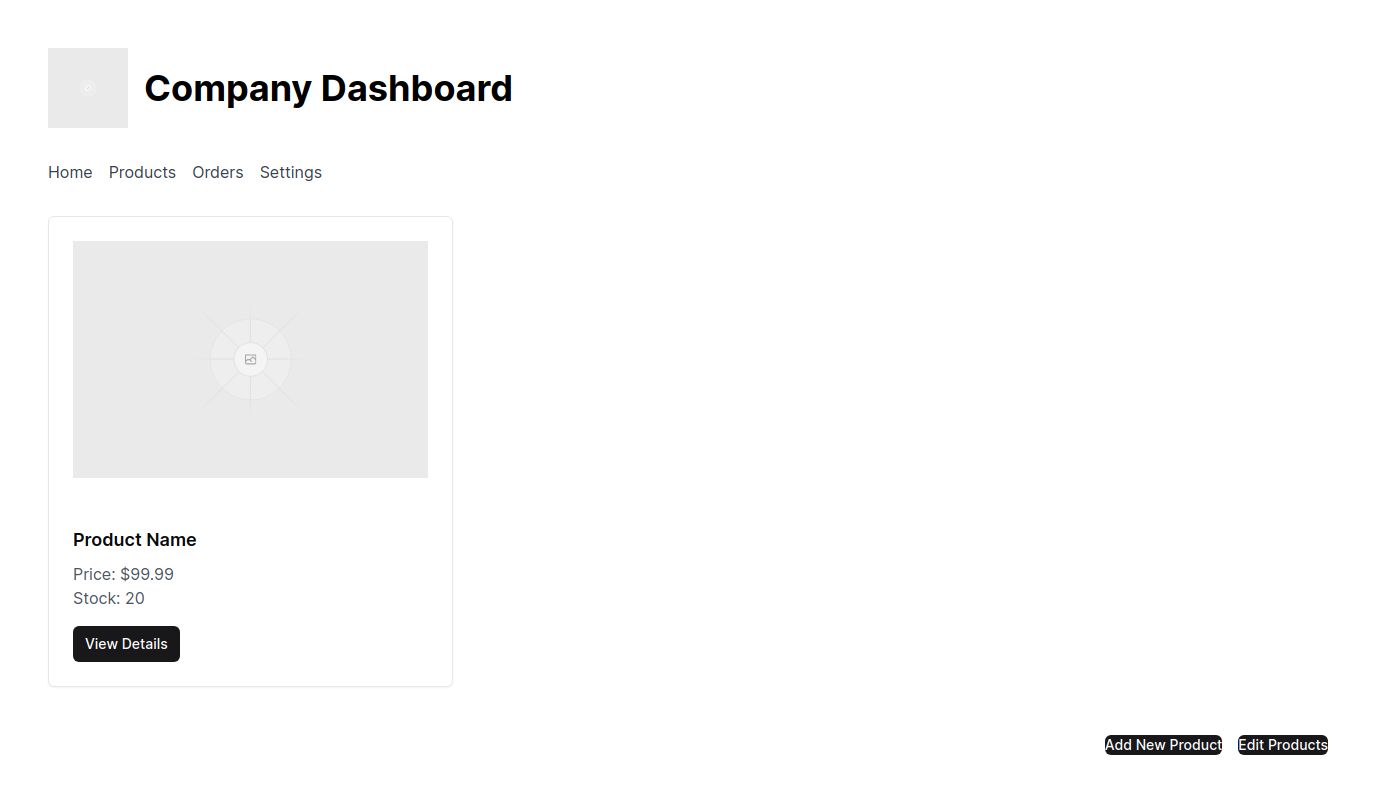 Company Dashboard
Home Products Orders Settings
Product Name
Price: $99.99
Stock: 20
View Details
Add New Product Edit Products